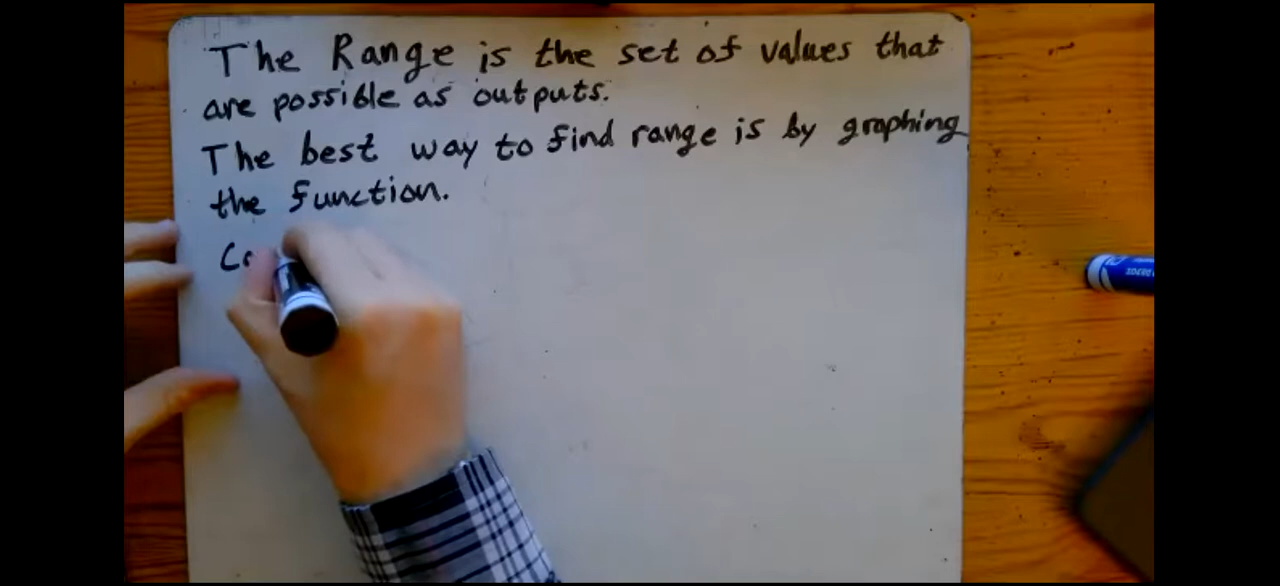 The Range is the set of values that
are possible as outputs.
The best way to find range is by graphing
the function.
Co